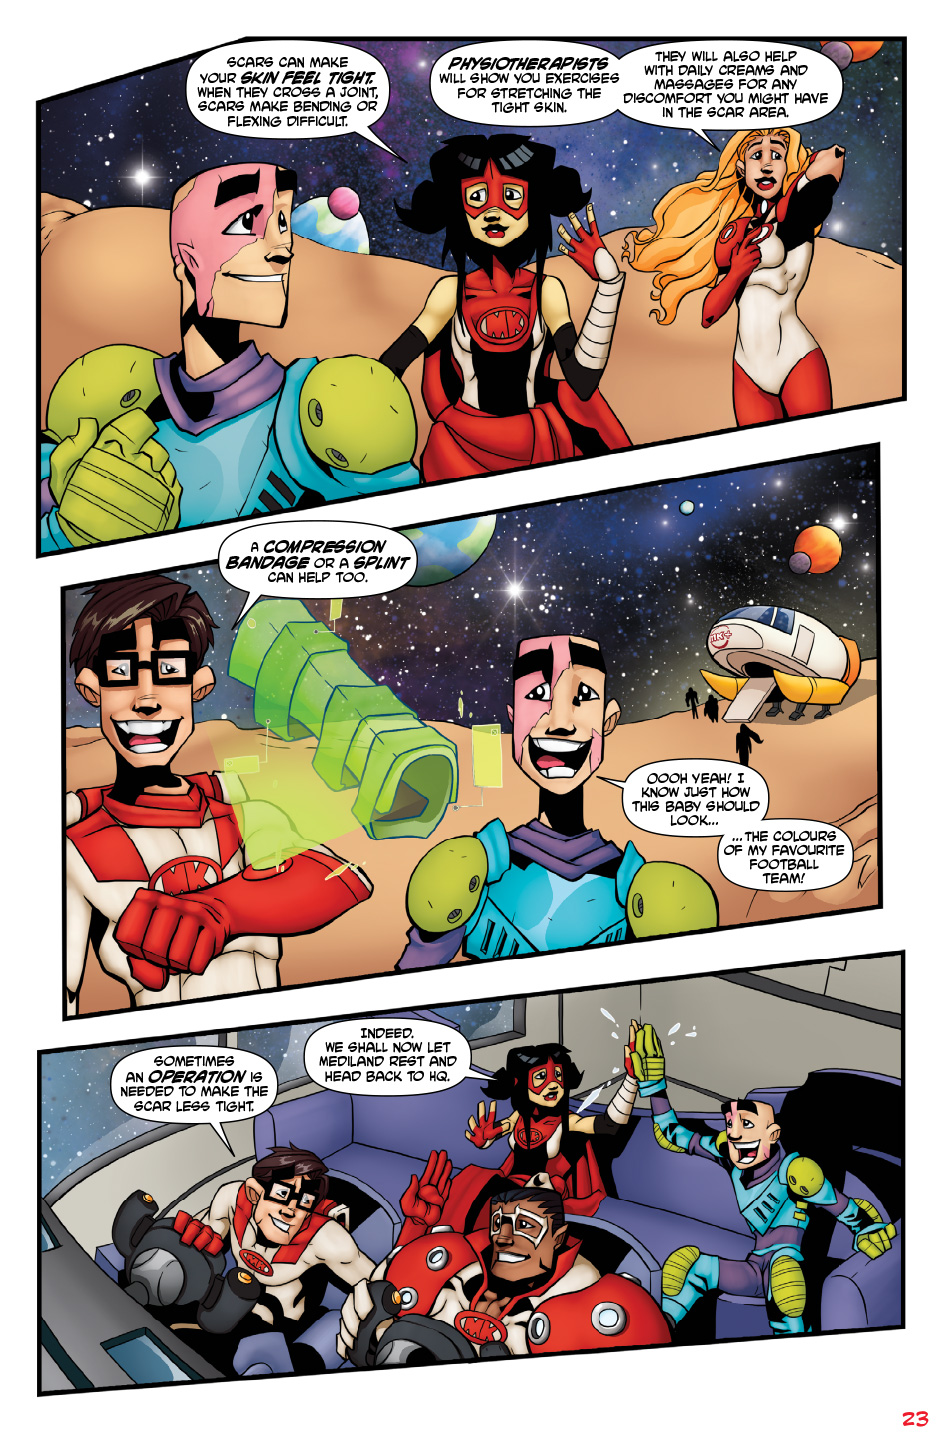 SCARS CAN MAKE
YOUR SKIN FEEL TIGHT.
WHEN THEY CROSS A JOINT,
SCARS MAKE BENDING OR
FLEXING DIFFICULT.
PHYSIOTHERAPISTS
WILL SHOW YOU EXERCISES
FOR STRETCHING THE
TIGHT SKIN.
THEY WILL ALSO HELP
WITH DAILY CREAMS AND
MASSAGES FOR ANY
DISCOMFORT YOU MIGHT HAVE
IN THE SCAR AREA.
A COMPRESSION
BANDAGE OR A SPLINT
CAN HELP TOO.
OOOH YEAH! I
KNOW JUST HOW
THIS BABY SHOULD
LOOK...
...THE COLOURS
OF MY FAVOURITE
FOOTBALL
TEAM!
SOMETIMES
AN OPERATION IS
NEEDED TO MAKE THE
SCAR LESS TIGHT.
INDEED.
WE SHALL NOW LET
MEDILAND REST AND
HEAD BACK TO HQ.
MK
23